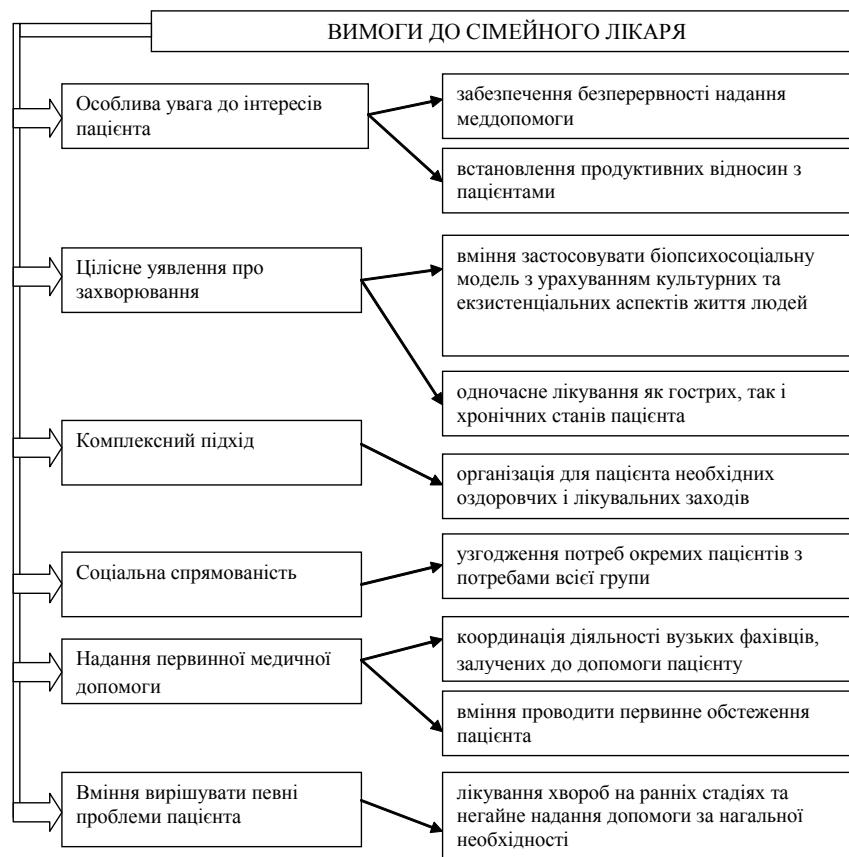 ВИМОГИ ДО СІМЕЙНОГО ЛІКАРЯ
Особлива увага до інтересів
пацієнта
забезпечення безперервності надання
меддопомоги
встановлення продуктивних відносин з
пацієнтами
Цілісне уявлення про
захворювання
вміння застосовувати біопсихосоціальну
модель з урахуванням культурних та
екзистенціальних аспектів життя людей
одночасне лікування як гострих, так і
хронічних станів пацієнта
Комплексний підхід
організація для пацієнта необхідних
оздоровчих і лікувальних заходів
Соціальна спрямованість
узгодження потреб окремих пацієнтів з
потребами всієї групи
Надання первинної медичної
допомоги
координація діяльності вузьких фахівців,
залучених до допомоги пацієнту
вміння проводити первинне обстеження
пацієнта
Вміння вирішувати певні
проблеми пацієнта
лікування хвороб на ранніх стадіях та
негайне надання допомоги за нагальної
необхідності